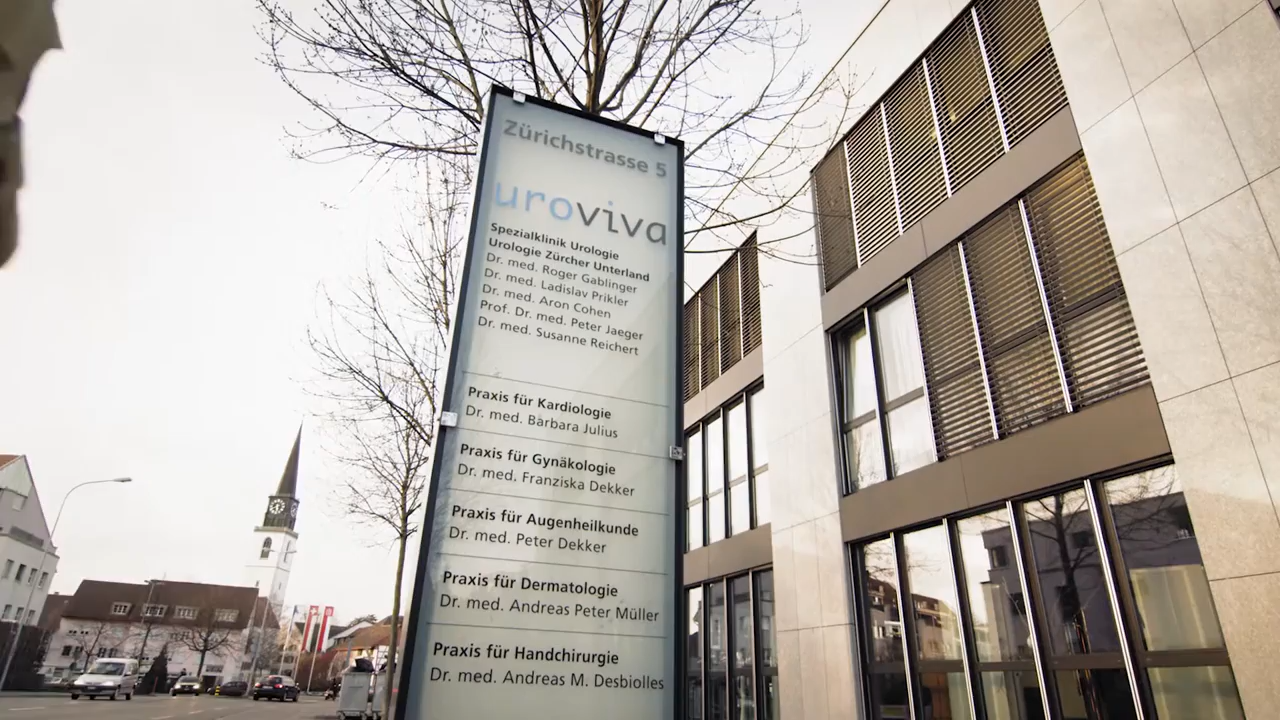 Zürichstrasse 5
uroviva
Spezialklinik Urologie
Urologie Zürcher Unterland
Dr. med. Roger Gablinger
Dr. med. Ladislav Prikler
Dr. med. Aron Cohen
Prof. Dr. med. Peter Jaeger
Dr. med. Susanne Reichert
Praxis für Kardiologie
Dr. med. Barbara Julius
Praxis für Gynäkologie
Dr. med. Franziska Dekker
Praxis für Augenheilkunde
Dr. med. Peter Dekker
Praxis für Dermatologie
Dr. med. Andreas Peter Müller
Praxis für Handchirurgie
Dr. med. Andreas M. Desbiolles